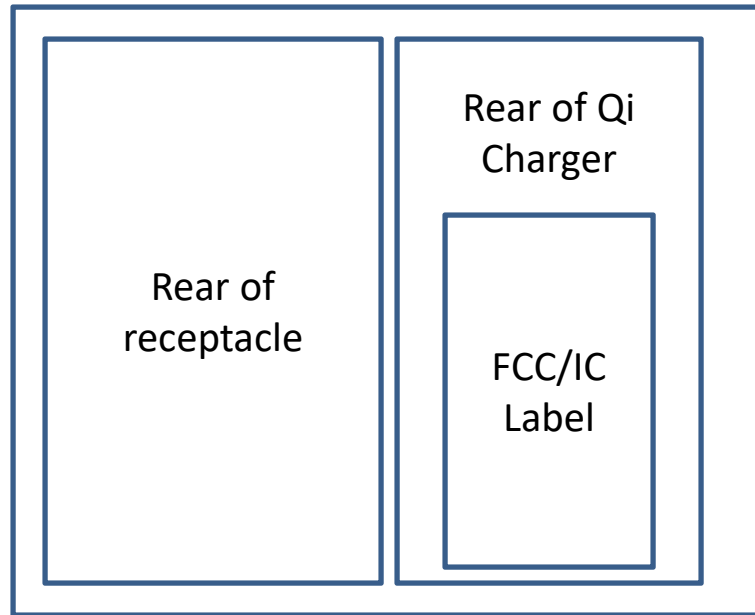 Rear of
receptacle
Rear of Qi
Charger
FCC/IC
Label